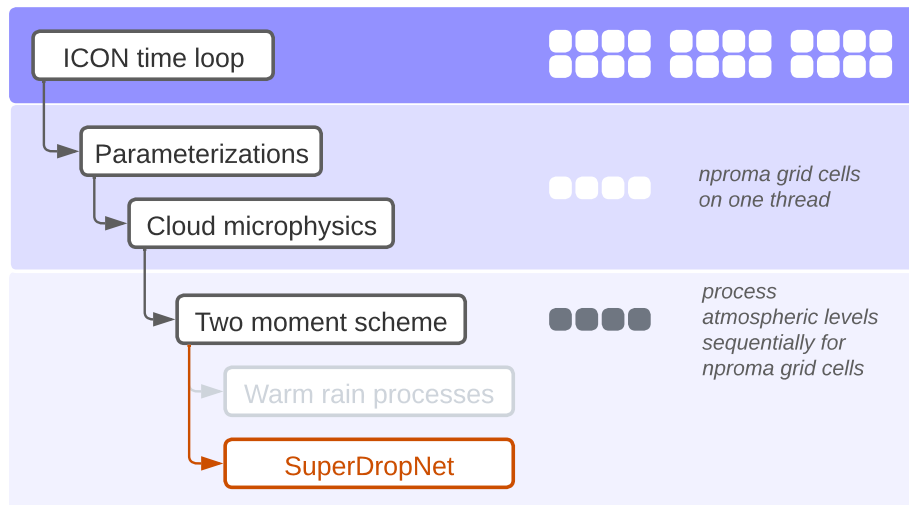 ICON time loop
Parameterizations
nproma grid cells
on one thread
Cloud microphysics
process
atmospheric levels
sequentially for
nproma grid cells
Two moment scheme
Warm rain processes
SuperDropNet